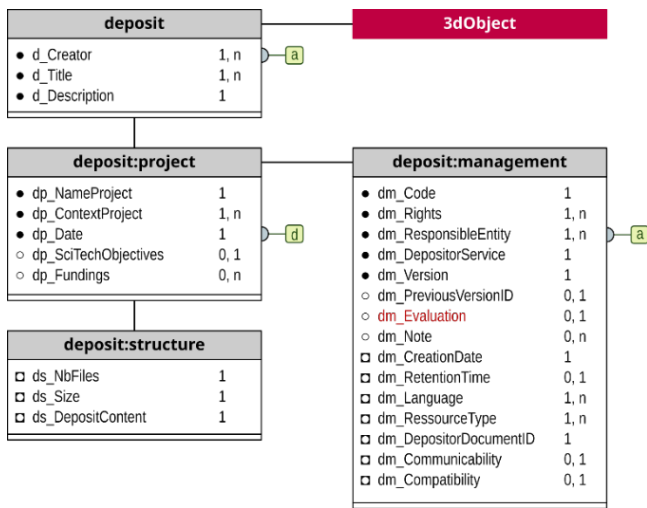 deposit
● d_Creator 1, n
a
● d_Title 1, n
● d_Description 1
3dObject
deposit:project
● dp_NameProject 1
● dp_ContextProject 1, n
● dp_Date 1
d
○ dp_SciTechObjectives 0, 1
○ dp_Fundings 0, n
deposit:structure
◘ ds_NbFiles 1
◘ ds_Size 1
◘ ds_DepositContent 1
deposit:management
● dm_Code 1
● dm_Rights 1, n
● dm_ResponsibleEntity 1, n
a
● dm_DepositorService 1
● dm_Version 1
○ dm_PreviousVersionID 0, 1
○ dm_Evaluation 0, 1
○ dm_Note 0, n
◘ dm_CreationDate 1
◘ dm_RetentionTime 0, 1
◘ dm_Language 1, n
◘ dm_RessourceType 1, n
◘ dm_DepositorDocumentID 1
◘ dm_Communicability 0, 1
◘ dm_Compatibility 0, 1